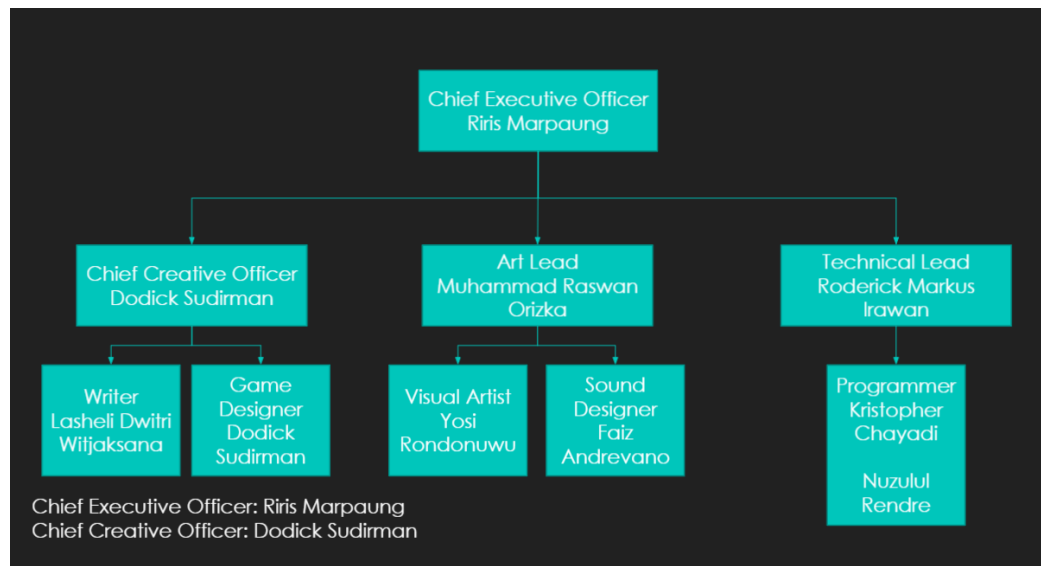 Chief Executive Officer
Riris Marpaung
Chief Creative Officer
Dodick Sudirman
Art Lead
Muhammad Raswan
Orizka
Technical Lead
Roderick Markus
Irawan
Writer
Lasheli Dwitri
Witjaksana
Game
Designer
Dodick
Sudirman
Visual Artist
Yosi
Rondonuwu
Sound
Designer
Faiz
Andrevano
Programmer
Kristopher
Chayadi
Nuzulul
Rendre
Chief Executive Officer: Riris Marpaung
Chief Creative Officer: Dodick Sudirman